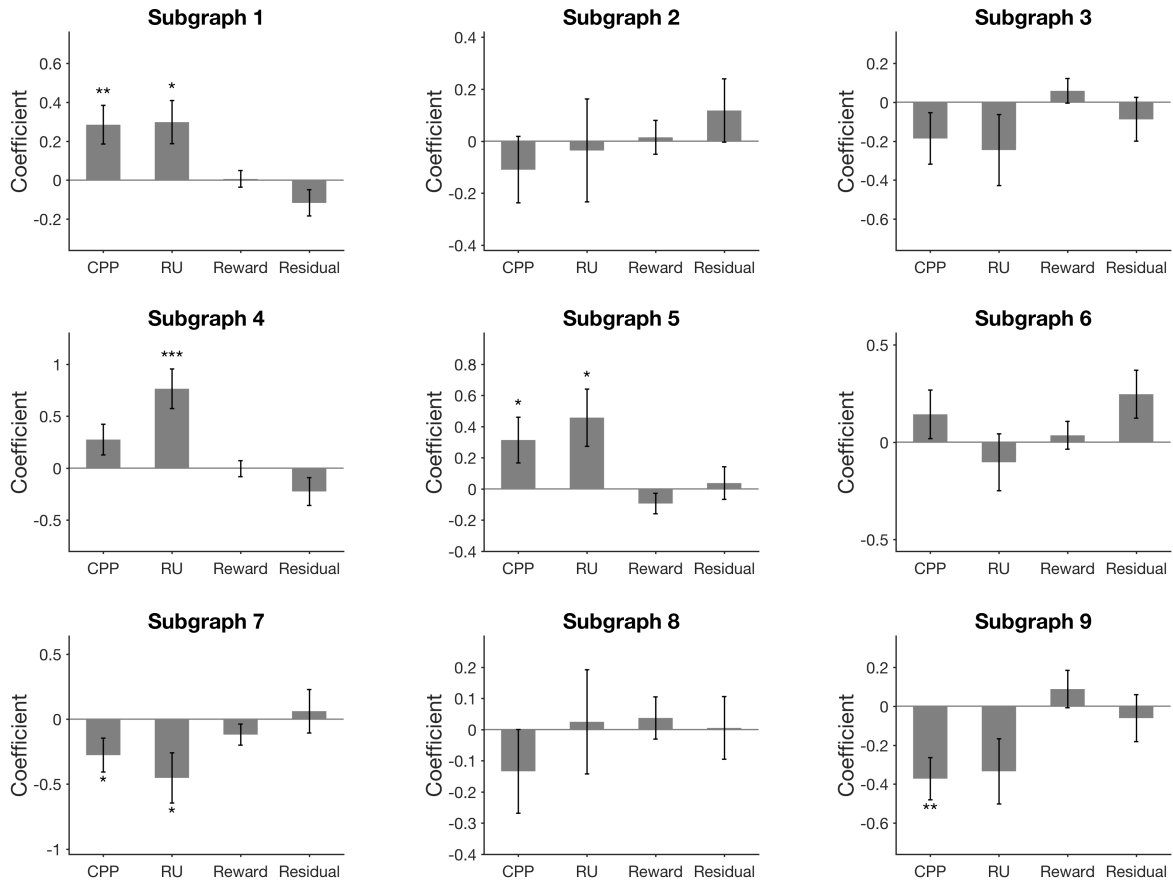 Subgraph 1
Coefficient
0.6
0.4
0.2
0
-0.2
**
*
CPP RU Reward Residual
Subgraph 2
Coefficient
0.4
0.2
0
-0.2
-0.4
CPP RU Reward Residual
Subgraph 3
Coefficient
0.2
0
-0.2
-0.4
-0.6
CPP RU Reward Residual
Subgraph 4
Coefficient
1
0.5
0
-0.5
***
CPP RU Reward Residual
Subgraph 5
Coefficient
0.8
0.6
0.4
0.2
0
-0.2
-0.4
*
*
CPP RU Reward Residual
Subgraph 6
Coefficient
0.5
0
-0.5
CPP RU Reward Residual
Subgraph 7
Coefficient
0.5
0
-0.5
-1
*
*
CPP RU Reward Residual
Subgraph 8
Coefficient
0.2
0.1
0
-0.1
-0.2
-0.3
-0.4
CPP RU Reward Residual
Subgraph 9
Coefficient
0.2
0
-0.2
-0.4
-0.6
**
CPP RU Reward Residual